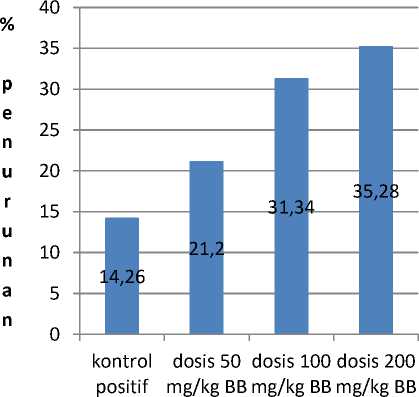 %
penurunan
40
35
30
25
20
15
10
5
0
14,26
21,2
31,34
35,28
kontrol positif
dosis 50 mg/kg BB
dosis 100 mg/kg BB
dosis 200 mg/kg BB